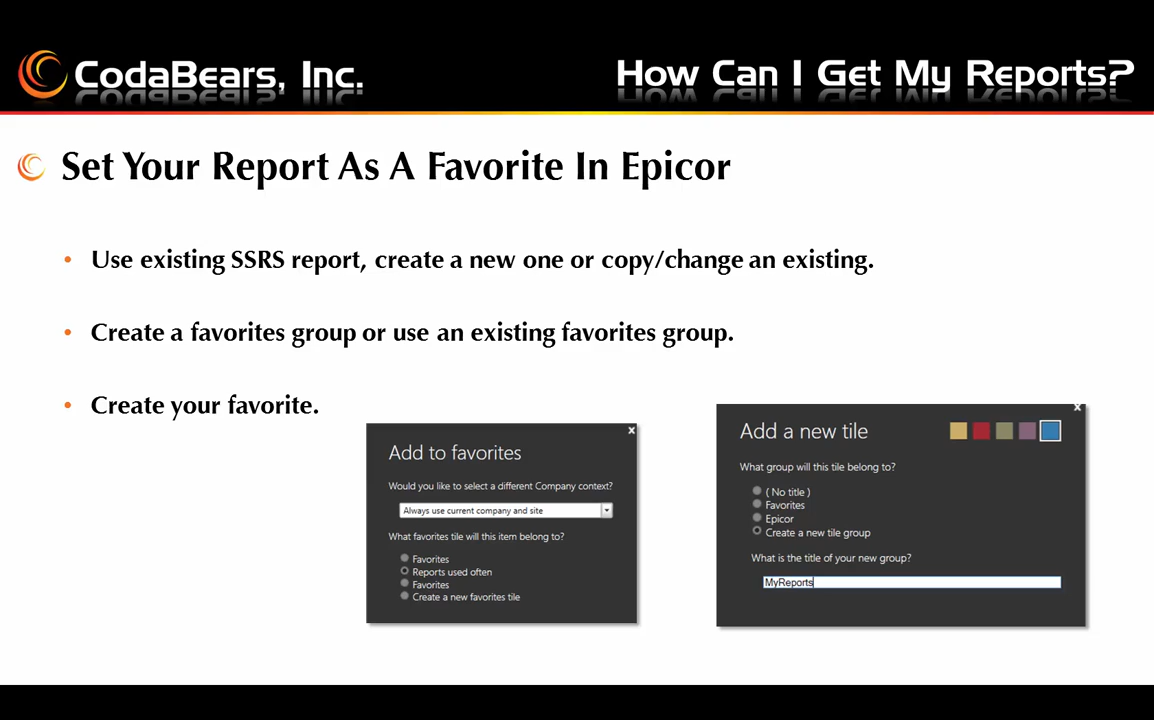 CodaBears, Inc.
How Can I Get My Reports?
Set Your Report As A Favorite In Epicor
• Use existing SSRS report, create a new one or copy/change an existing.
• Create a favorites group or use an existing favorites group.
• Create your favorite.
x
Add to favorites
Would you like to select a different Company context?
Always use current company and site
What favorites tile will this item belong to?
Favorites
Reports used often
Favorites
Create a new favorites tile
x
Add a new tile
What group will this tile belong to?
( No title )
Favorites
Epicor
Create a new tile group
What is the title of your new group?
MyReports